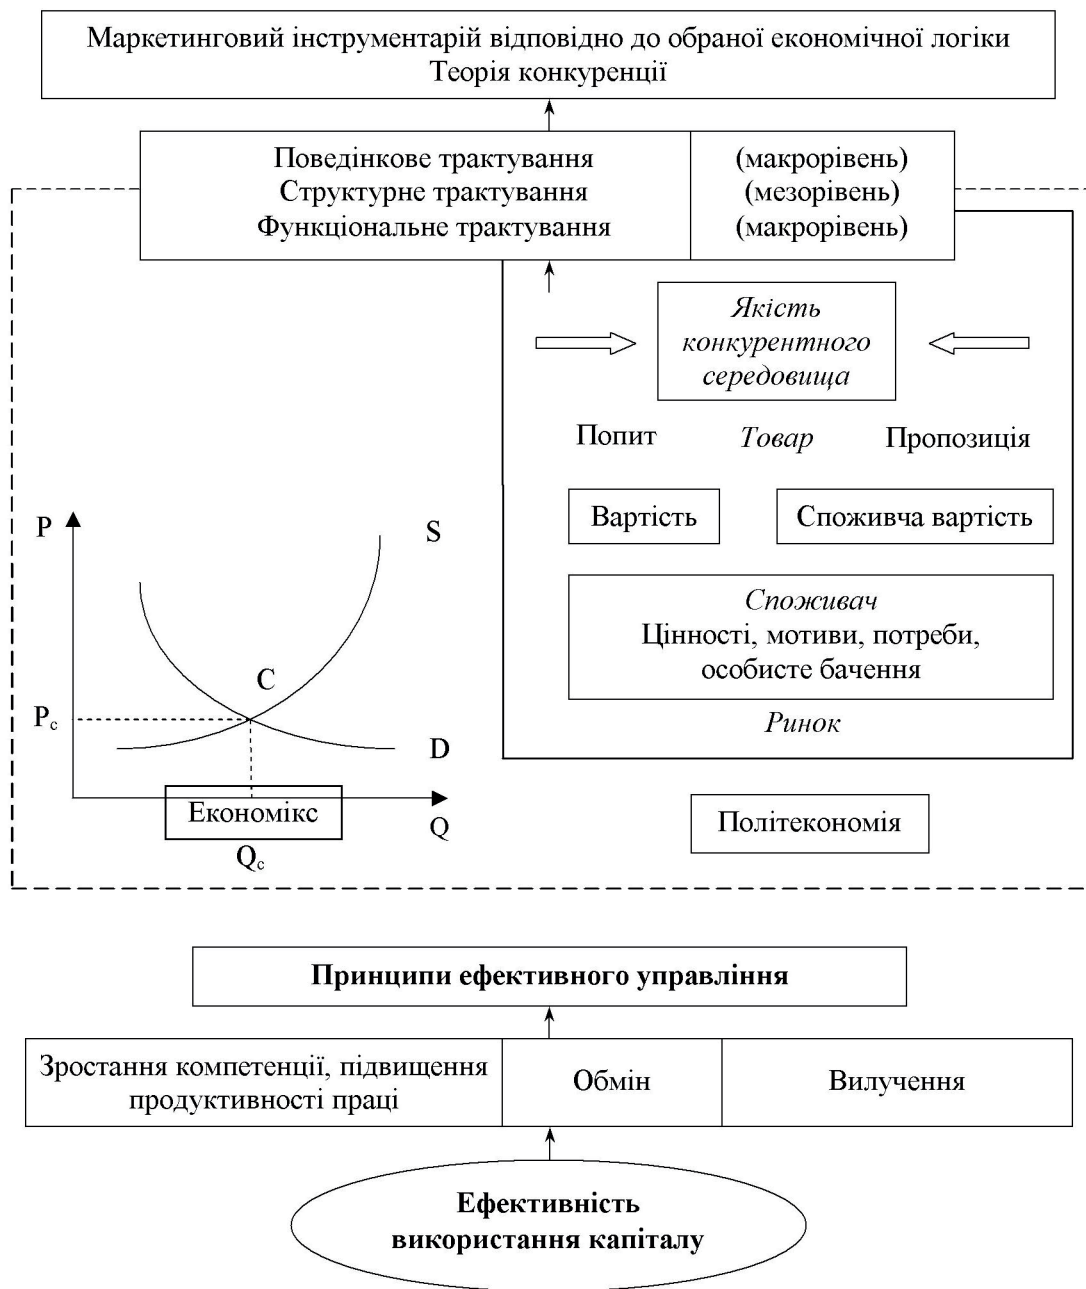 Маркетинговий інструментарій відповідно до обраної економічної логіки
Теорія конкуренції
Поведінкове трактування (макрорівень)
Структурне трактування (мезорівень)
Функціональне трактування (макрорівень)
Якість
конкурентного
середовища
Попит Товар Пропозиція
Вартість Споживча вартість
Споживач
Цінності, мотиви, потреби,
особисте бачення
Ринок
P
S
C
Pc
D
Економікс
Q
Qc
Політекономія
Принципи ефективного управління
Зростання компетенції, підвищення
продуктивності праці
Обмін
Вилучення
Ефективність
використання капіталу